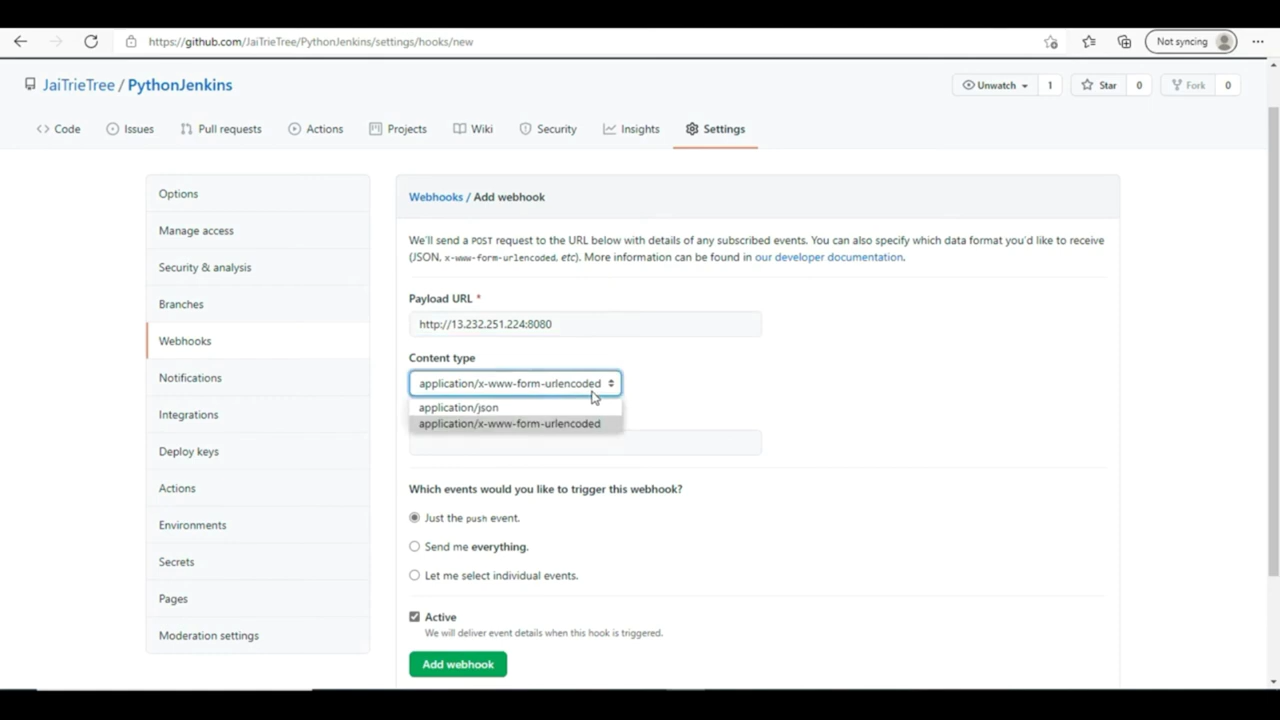 https://github.com/JaiTrieTree/PythonJenkins/settings/hooks/new
Not syncing
JaiTrieTree / PythonJenkins
Unwatch 1
Star 0
Fork 0
Code
Issues
Pull requests
Actions
Projects
Wiki
Security
Insights
Settings
Options
Manage access
Security & analysis
Branches
Webhooks
Notifications
Integrations
Deploy keys
Actions
Environments
Secrets
Pages
Moderation settings
Webhooks / Add webhook
We'll send a POST request to the URL below with details of any subscribed events. You can also specify which data format you'd like to receive
(JSON, x-www-form-urlencoded, etc). More information can be found in our developer documentation.
Payload URL *
http://13.232.251.224:8080
Content type
application/x-www-form-urlencoded
application/json
application/x-www-form-urlencoded
Which events would you like to trigger this webhook?
Just the push event.
Send me everything.
Let me select individual events.
Active
We will deliver event details when this hook is triggered.
Add webhook